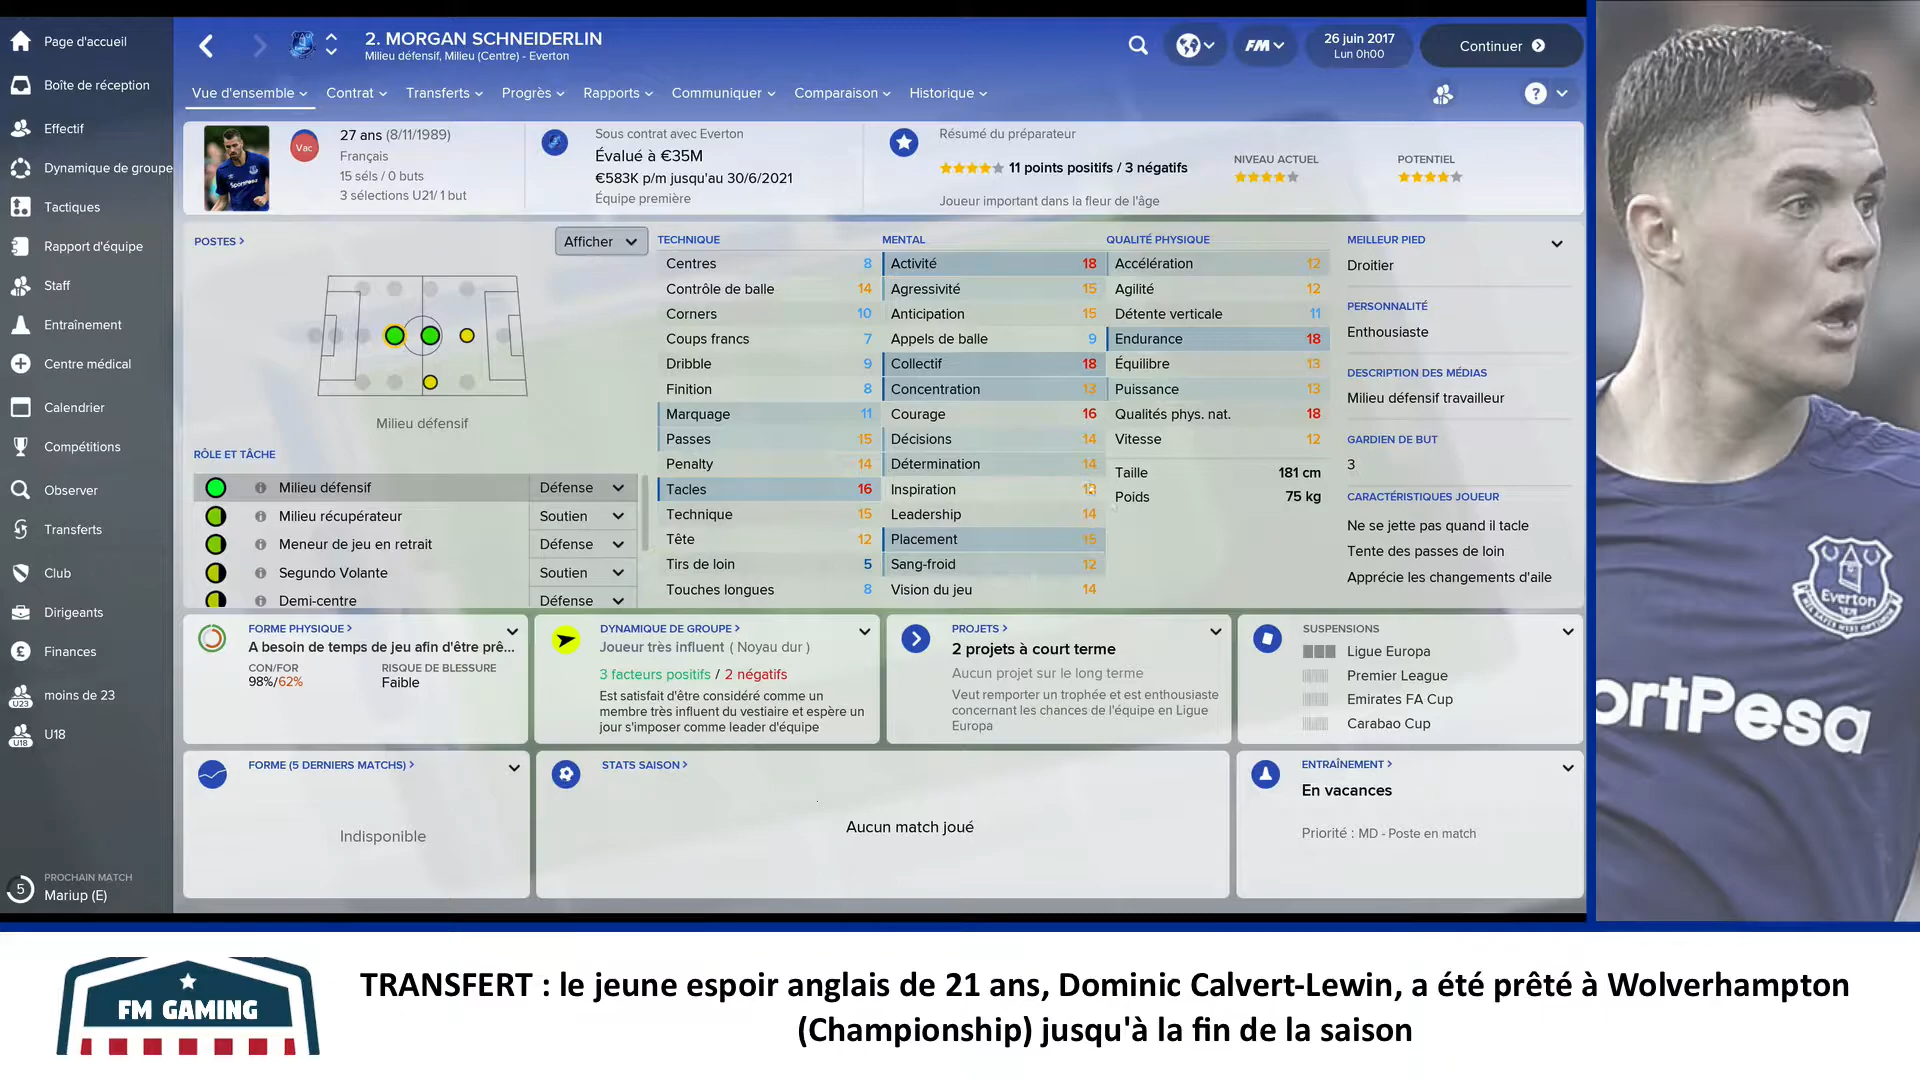 Page d'accueil
Boîte de réception
Effectif
Dynamique de groupe
Tactiques
Rapport d'équipe
Staff
Entraînement
Centre médical
Calendrier
Compétitions
Observer
Transferts
Club
Dirigeants
Finances
U23
moins de 23
U18
U18
5
PROCHAIN MATCH
Mariup (E)
2. MORGAN SCHNEIDERLIN
Milieu défensif, Milieu (Centre) - Everton
FM
26 juin 2017
Lun 0h00
Continuer
Vue d'ensemble
Contrat
Transferts
Progrès
Rapports
Communiquer
Comparaison
Historique
?
Vac
27 ans (8/11/1989)
Français
15 séls / 0 buts
3 sélections U21/ 1 but
Sous contrat avec Everton
Évalué à €35M
€583K p/m jusqu'au 30/6/2021
Équipe première
Résumé du préparateur
11 points positifs / 3 négatifs
Joueur important dans la fleur de l'âge
NIVEAU ACTUEL
POTENTIEL
POSTES >
Afficher
Milieu défensif
RÔLE ET TÂCHE
Milieu défensif Défense
Milieu récupérateur Soutien
Meneur de jeu en retrait Défense
Segundo Volante Soutien
Demi-centre Défense
TECHNIQUE
Centres 8
Contrôle de balle 14
Corners 10
Coups francs 7
Dribble 9
Finition 8
Marquage 11
Passes 15
Penalty 14
Tacles 16
Technique 15
Tête 12
Tirs de loin 5
Touches longues 8
MENTAL
Activité 18
Agressivité 15
Anticipation 15
Appels de balle 9
Collectif 18
Concentration 13
Courage 16
Décisions 14
Détermination 14
Inspiration
Leadership 14
Placement 15
Sang-froid 12
Vision du jeu 14
QUALITÉ PHYSIQUE
Accélération 12
Agilité 12
Détente verticale 11
Endurance 18
Équilibre 13
Puissance 13
Qualités phys. nat. 18
Vitesse 12
Taille 181 cm
Poids 75 kg
MEILLEUR PIED
Droitier
PERSONNALITÉ
Enthousiaste
DESCRIPTION DES MÉDIAS
Milieu défensif travailleur
GARDIEN DE BUT
3
CARACTÉRISTIQUES JOUEUR
Ne se jette pas quand il tacle
Tente des passes de loin
Apprécie les changements d'aile
FORME PHYSIQUE >
A besoin de temps de jeu afin d'être prê...
CON/FOR
98%/62%
RISQUE DE BLESSURE
Faible
DYNAMIQUE DE GROUPE >
Joueur très influent ( Noyau dur )
3 facteurs positifs / 2 négatifs
Est satisfait d'être considéré comme un
membre très influent du vestiaire et espère un
jour s'imposer comme leader d'équipe
PROJETS >
2 projets à court terme
Aucun projet sur le long terme
Veut remporter un trophée et est enthousiaste
concernant les chances de l'équipe en Ligue
Europa
SUSPENSIONS
Ligue Europa
Premier League
Emirates FA Cup
Carabao Cup
FORME (5 DERNIERS MATCHS) >
Indisponible
STATS SAISON >
Aucun match joué
ENTRAÎNEMENT >
En vacances
Priorité : MD - Poste en match
Everton
1878
ortPesa
FM GAMING
TRANSFERT : le jeune espoir anglais de 21 ans, Dominic Calvert-Lewin, a été prêté à Wolverhampton
(Championship) jusqu'à la fin de la saison